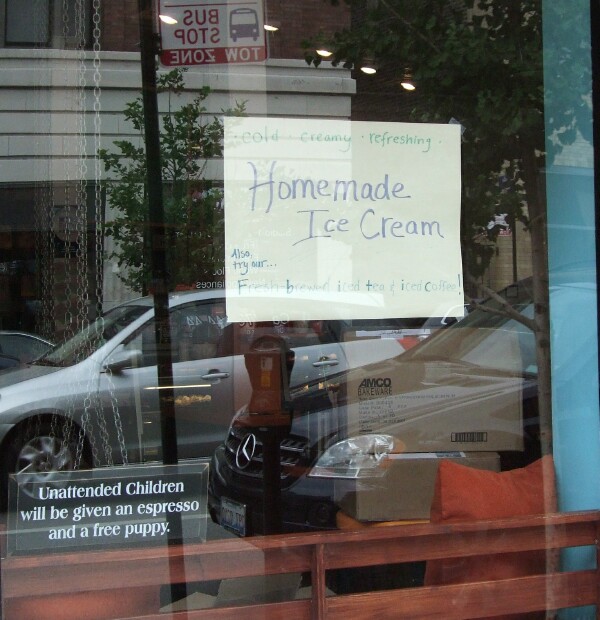 BUS
STOP
TOW ZONE
· cold · creamy · refreshing ·
Homemade
Ice Cream
Also,
try our...
Fresh-brewed iced tea & iced coffee!
AMCO
BAKEWARE
Unattended Children
will be given an espresso
and a free puppy.